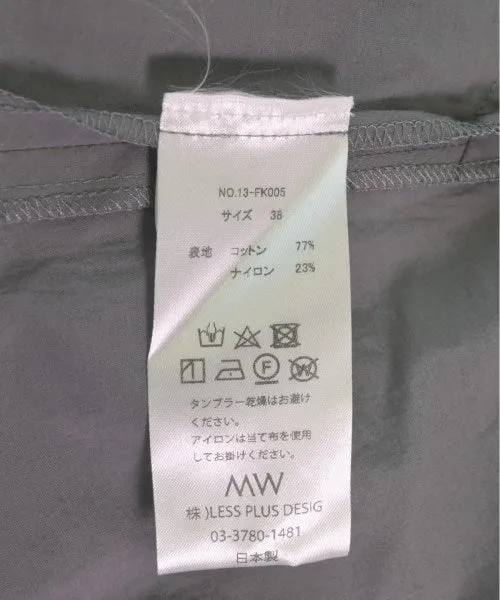 NO.13-FK005
サイズ 38
表地 コットン 77%
ナイロン 23%
タンブラー乾燥はお避け
ください。
アイロンは当て布を使用
してお掛けください。
MW
株)LESS PLUS DESIG
03-3780-1481
日本製